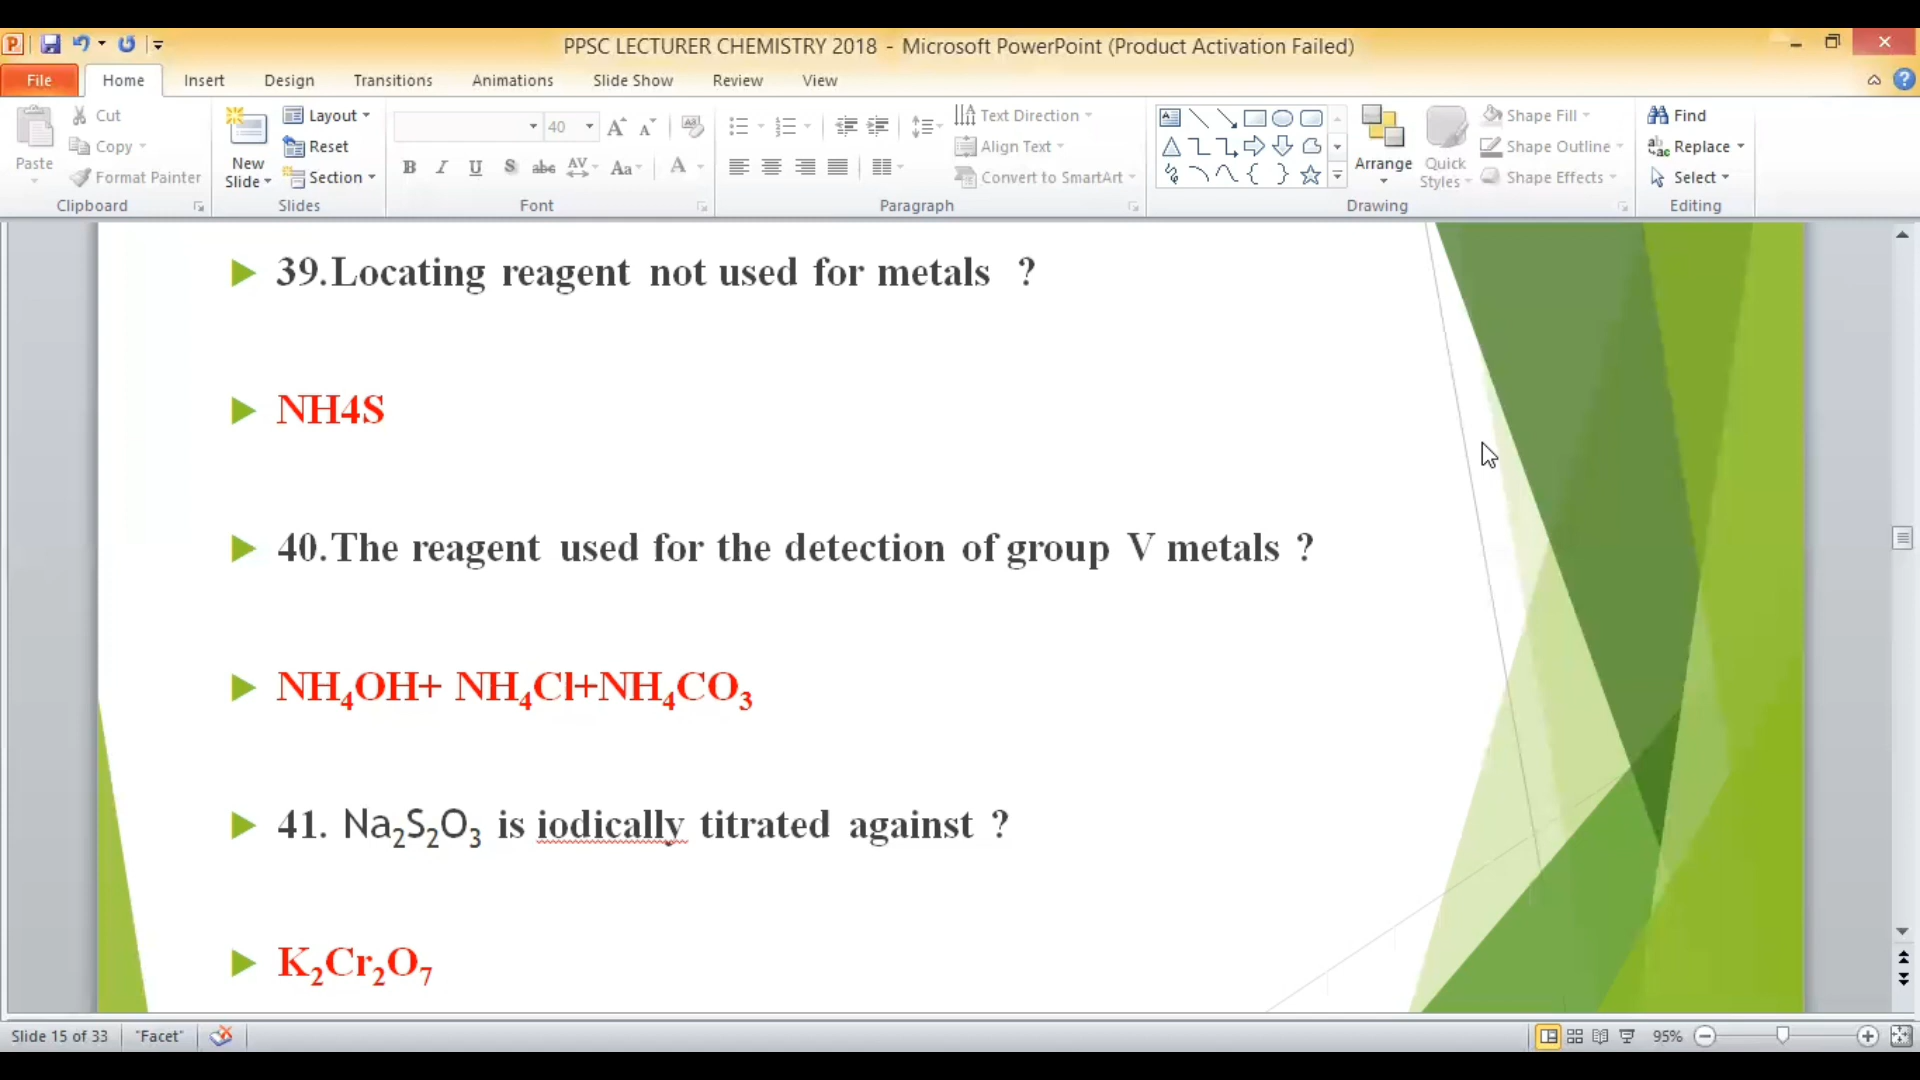 PPSC LECTURER CHEMISTRY 2018 - Microsoft PowerPoint (Product Activation Failed)
File Home Insert Design Transitions Animations Slide Show Review View
Paste
Cut
Copy
Format Painter
Clipboard
New Slide
Layout
Reset
Section
Slides
40
B I U S abc AV Aa A
Font
Text Direction
Align Text
Convert to SmartArt
Paragraph
Arrange
Quick Styles
Shape Fill
Shape Outline
Shape Effects
Drawing
Find
Replace
Select
Editing
39.Locating reagent not used for metals ?
NH4S
40.The reagent used for the detection of group V metals ?
NH₄OH+ NH₄Cl+NH₄CO₃
41. Na₂S₂O₃ is iodically titrated against ?
K₂Cr₂O₇
Slide 15 of 33 "Facet" 95%